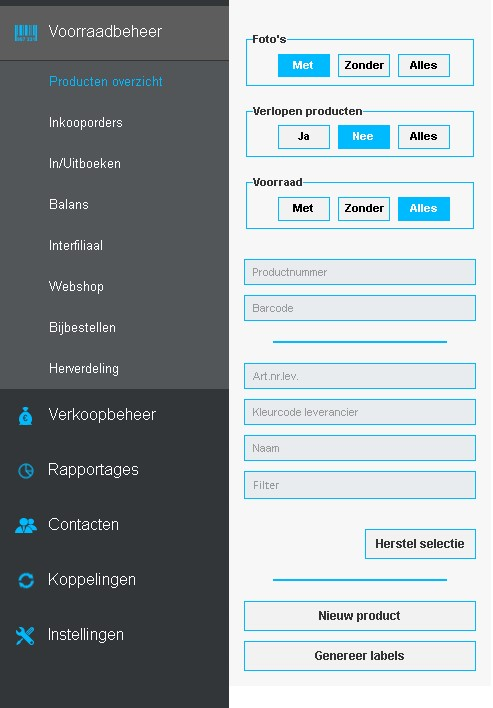 Voorraadbeheer
Producten overzicht
Inkooporders
In/Uitboeken
Balans
Interfiliaal
Webshop
Bijbestellen
Herverdeling
Verkoopbeheer
Rapportages
Contacten
Koppelingen
Instellingen
Foto's
Met Zonder Alles
Verlopen producten
Ja Nee Alles
Voorraad
Met Zonder Alles
Productnummer
Barcode
Art.nr.lev.
Kleurcode leverancier
Naam
Filter
Herstel selectie
Nieuw product
Genereer labels